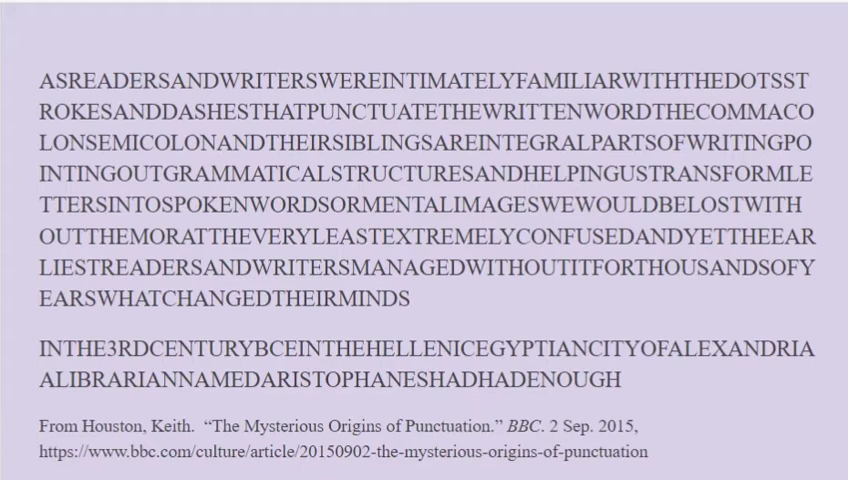 ASREADERSANDWRITERSWEREINTIMATELYFAMILIARWITHTHEDOTSST
ROKESANDDASHESTHATPUNCTUATETHEWRITTENWORDTHECOMMACO
LONSEMICOLONANDTHEIRSIBLINGSAREINTEGRALPARTSOFWRITINGPO
INTINGOUTGRAMMATICALSTRUCTURESANDHELPINGUSTRANSFORMLE
TTERSINTOSPOKENWORDSORMENTALIMAGESWEWOULDBELOSTWITH
OUTTHEMORATTHEVERYLEASTEXTREMELYCONFUSEDANDYETTHEEAR
LIESTREADERSANDWRITERSMANAGEDWITHOUTITFORTHOUSANDSOFY
EARSWHATCHANGEDTHEIRMINDS
INTHE3RDCENTURYBCEINTHEHELLENICEGYPTIANCITYOFALEXANDRIA
ALIBRARIANNAMEDARISTOPHANESHADHADENOUGH
From Houston, Keith.  “The Mysterious Origins of Punctuation.” BBC. 2 Sep. 2015,
https://www.bbc.com/culture/article/20150902-the-mysterious-origins-of-punctuation